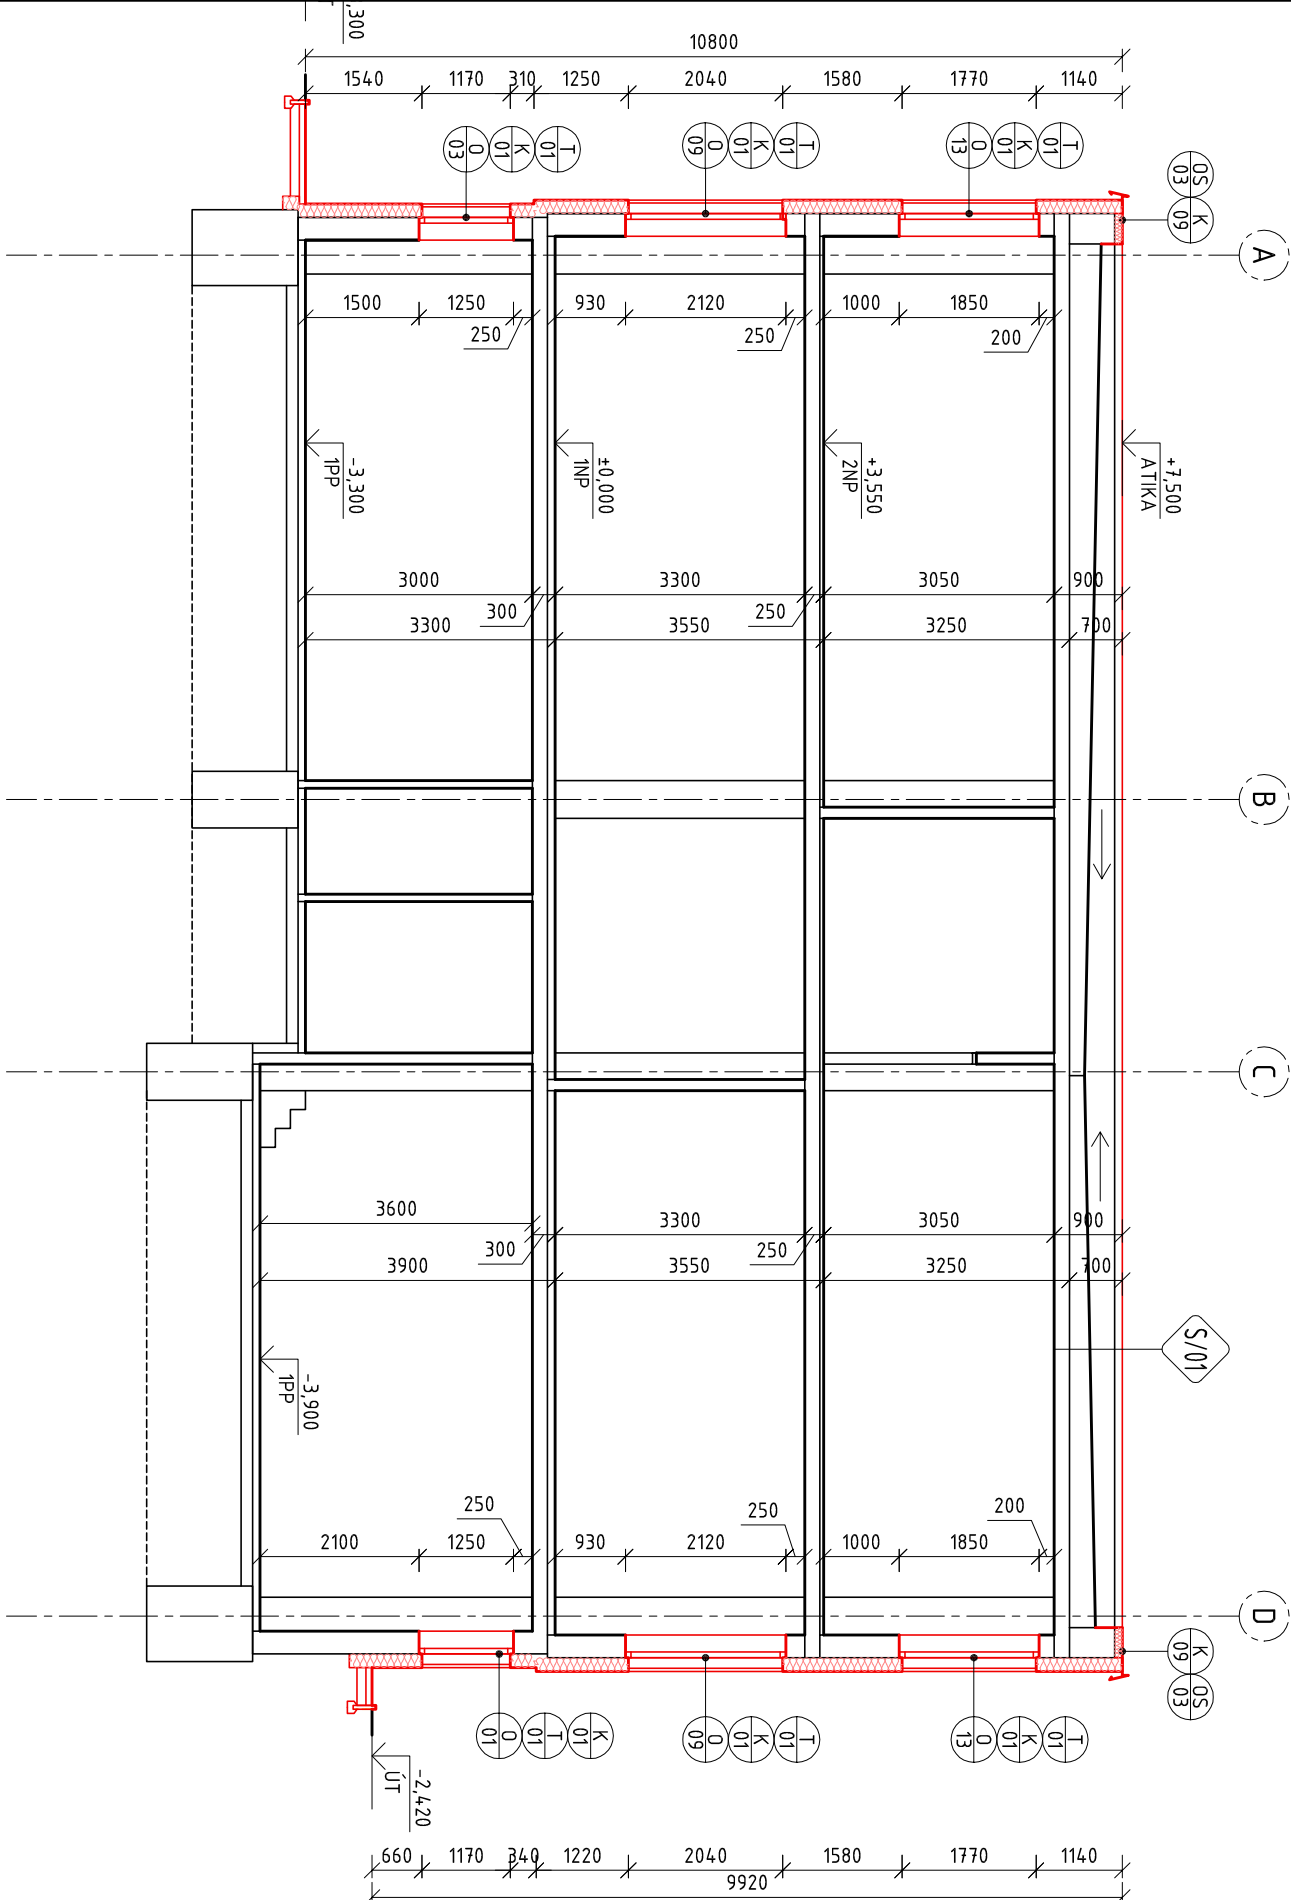 ,300
10800
1540 1170 310 1250 2040 1580 1770 1140
O 03
K 01
T 01
O 09
K 01
T 01
O 13
K 01
T 01
OS 03
K 09
A
1500 1250 250 930 2120 250 1000 1850 200
-3,300
1PP
±0,000
1NP
+3,550
2NP
+7,500
ATIKA
3000 300 3300 250 3050 900
3300 3550 3250 700
B
C
3600 300 3300 250 3050 900
3900 3550 3250 700
S/01
-3,900
1PP
2100 1250 250 930 2120 250 1000 1850 200
D
K 09
OS 03
O 01
T 01
K 01
O 09
K 01
T 01
O 13
K 01
T 01
-2,420
ÚT
660 1170 340 1220 2040 1580 1770 1140
9920